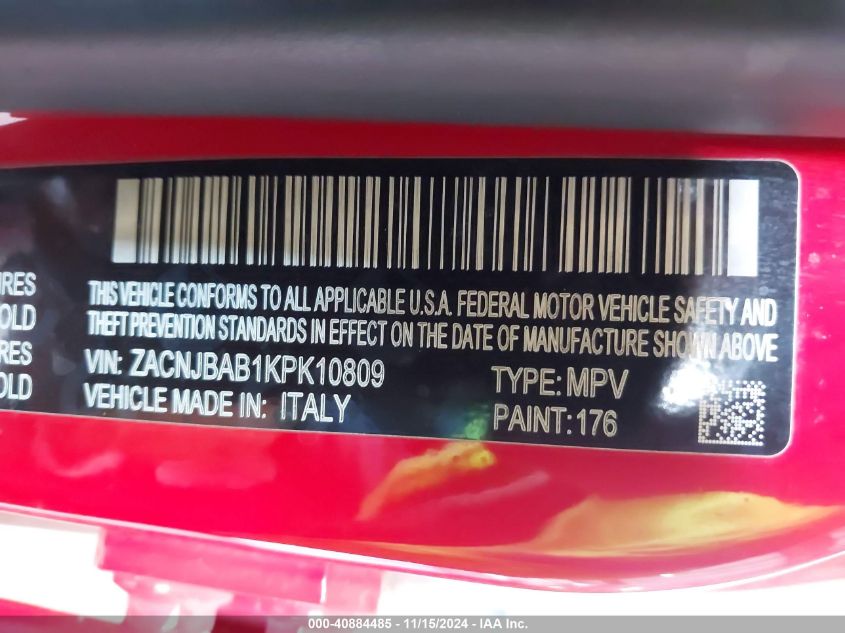 THIS VEHICLE CONFORMS TO ALL APPLICABLE U.S.A. FEDERAL MOTOR VEHICLE SAFETY AND
THEFT PREVENTION STANDARDS IN EFFECT ON THE DATE OF MANUFACTURE SHOWN ABOVE
IRES
OLD
RES
OLD
VIN: ZACNJBAB1KPK10809
TYPE: MPV
VEHICLE MADE IN: ITALY
PAINT: 176
000-40884485 - 11/15/2024 - IAA Inc.